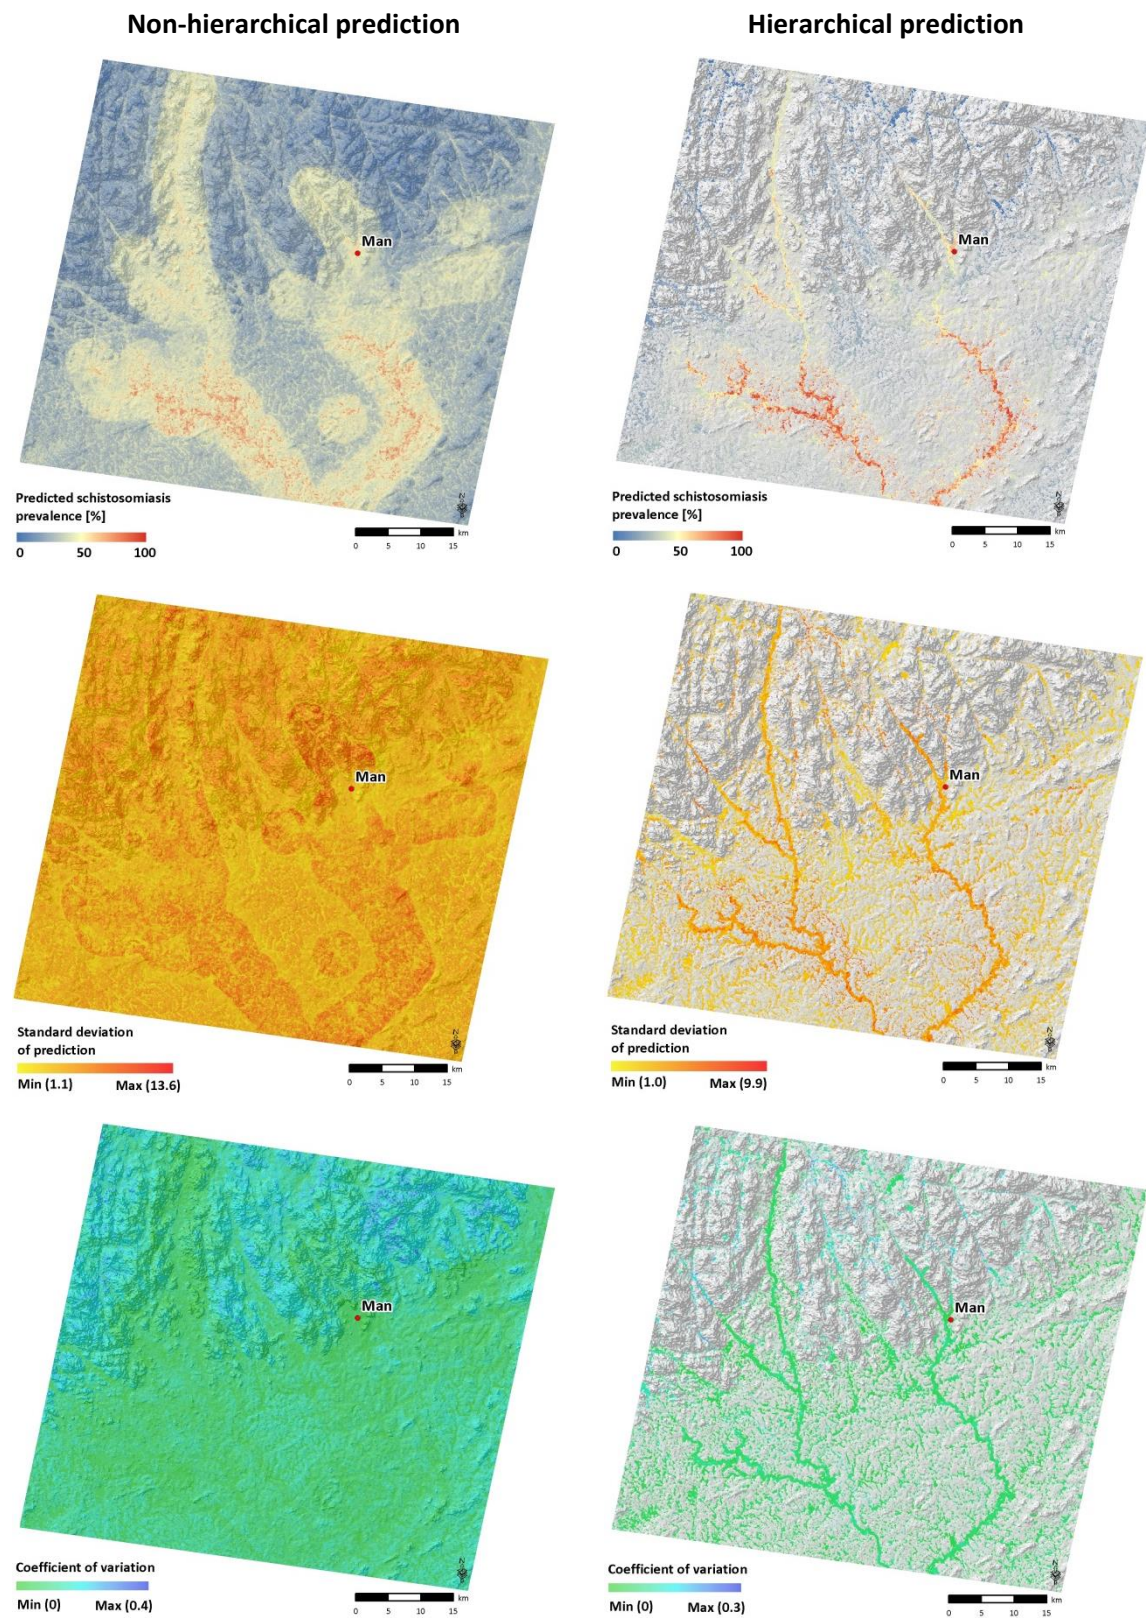 Non-hierarchical prediction
Hierarchical prediction
Man
Man
Predicted schistosomiasis
prevalence [%]
0 50 100
km
0 5 10 15
N
Predicted schistosomiasis
prevalence [%]
0 50 100
km
0 5 10 15
N
Man
Man
Standard deviation
of prediction
Min (1.1) Max (13.6)
km
0 5 10 15
N
Standard deviation
of prediction
Min (1.0) Max (9.9)
km
0 5 10 15
N
Man
Man
Coefficient of variation
Min (0) Max (0.4)
km
0 5 10 15
N
Coefficient of variation
Min (0) Max (0.3)
km
0 5 10 15
N